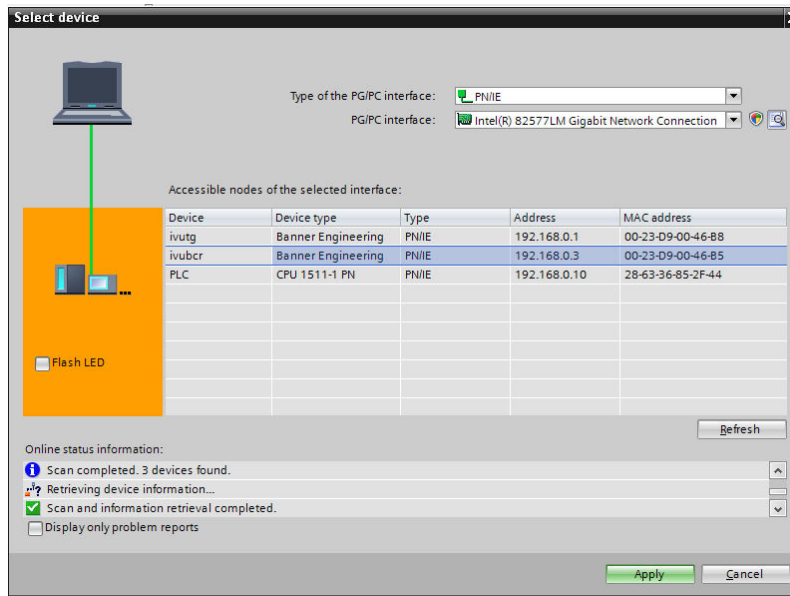 Select device
Type of the PG/PC interface: PN/IE
PG/PC interface: Intel(R) 82577LM Gigabit Network Connection
Accessible nodes of the selected interface:
Device Device type Type Address MAC address
ivutg Banner Engineering PN/IE 192.168.0.1 00-23-D9-00-46-B8
ivubcr Banner Engineering PN/IE 192.168.0.3 00-23-D9-00-46-B5
PLC CPU 1511-1 PN PN/IE 192.168.0.10 28-63-36-85-2F-44
Flash LED
Refresh
Online status information:
Scan completed. 3 devices found.
Retrieving device information...
Scan and information retrieval completed.
Display only problem reports
Apply Cancel